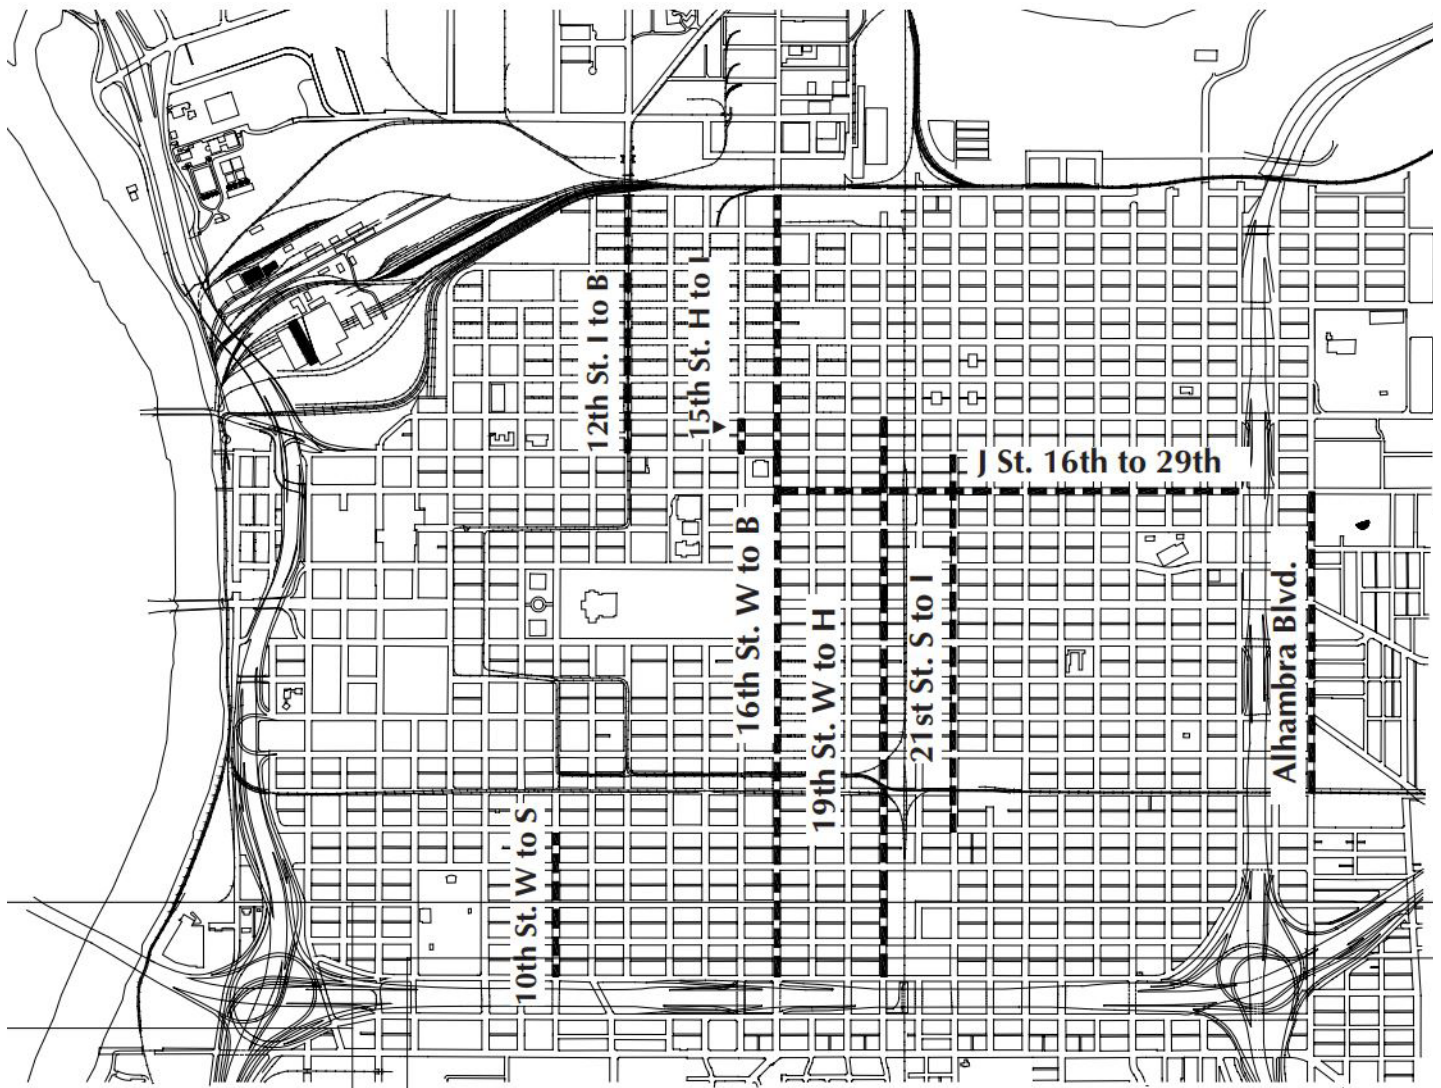 12th St. I to B
15th St. H to I
J St. 16th to 29th
16th St. W to B
19th St. W to H
21st St. S to I
Alhambra Blvd.
10th St. W to S